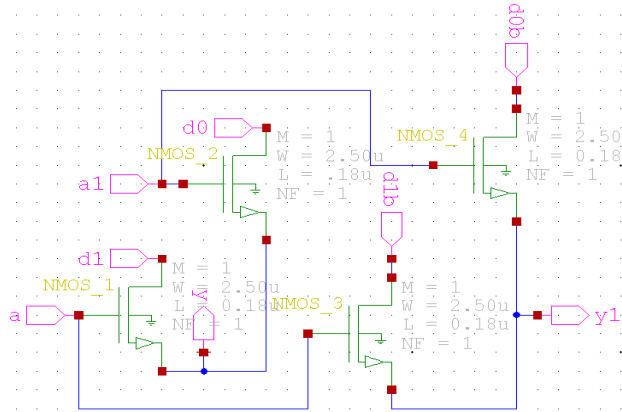 d0b
d0
M = 1
NMOS_4
W = 2.50
L = 0.18
NF = 1
NMOS_2
M = 1
W = 2.50u
L = .18u
NF = 1
a1
d1b
d1
M = 1
NMOS_1
W = 2.50u
L = 0.18u
NF = 1
y
a
M = 1
NMOS_3
W = 2.50u
L = 0.18u
NF = 1
y1